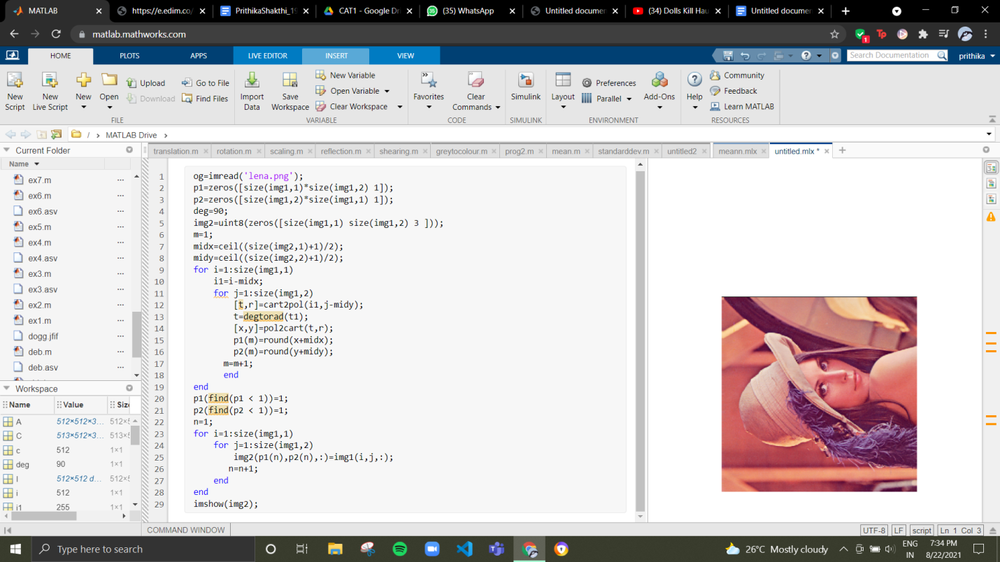 MATLAB
https://e.edim.co/
PrithikaShakthi_19
CAT1 - Google Dri
(35) WhatsApp
Untitled documen
(34) Dolls Kill Hau
Untitled documen
matlab.mathworks.com
1
HOME
PLOTS
APPS
LIVE EDITOR
INSERT
VIEW
Search Documentation
prithika
New Script
New Live Script
New
Open
Upload
Download
Go to File
Find Files
Import Data
Save Workspace
New Variable
Open Variable
Clear Workspace
Favorites
Clear Commands
Simulink
Layout
Preferences
Parallel
Add-Ons
Help
Community
Feedback
Learn MATLAB
FILE
VARIABLE
CODE
SIMULINK
ENVIRONMENT
RESOURCES
/ › MATLAB Drive ›
Current Folder
Name
ex7.m
ex6.m
ex6.asv
ex5.m
ex4.m
ex4.asv
ex3.m
ex3.asv
ex2.m
ex1.m
dogg.jfif
deb.m
deb.asv
Workspace
Name Value Size
A 512×512×3... 512×5
C 513×512×3... 513×5
c 512 1×1
deg 90 1×1
I 512×512 d... 512×5
i 512 1×1
i1 255 1×1
translation.m
rotation.m
scaling.m
reflection.m
shearing.m
greytocolour.m
prog2.m
mean.m
standarddev.m
untitled2
meann.mlx
untitled.mlx *
1 og=imread('lena.png');
2 p1=zeros([size(img1,1)*size(img1,2) 1]);
3 p2=zeros([size(img1,2)*size(img1,1) 1]);
4 deg=90;
5 img2=uint8(zeros([size(img1,1) size(img1,2) 3 ]));
6 m=1;
7 midx=ceil((size(img2,1)+1)/2);
8 midy=ceil((size(img2,2)+1)/2);
9 for i=1:size(img1,1)
10 i1=i-midx;
11 for j=1:size(img1,2)
12 [t,r]=cart2pol(i1,j-midy);
13 t=degtorad(t1);
14 [x,y]=pol2cart(t,r);
15 p1(m)=round(x+midx);
16 p2(m)=round(y+midy);
17 m=m+1;
18 end
19 end
20 p1(find(p1 < 1))=1;
21 p2(find(p2 < 1))=1;
22 n=1;
23 for i=1:size(img1,1)
24 for j=1:size(img1,2)
25 img2(p1(n),p2(n),:)=img1(i,j,:);
26 n=n+1;
27 end
28 end
29 imshow(img2);
COMMAND WINDOW
UTF-8
LF
script
Ln 1 Col 3
Type here to search
26°C Mostly cloudy
ENG
IN
7:34 PM
8/22/2021